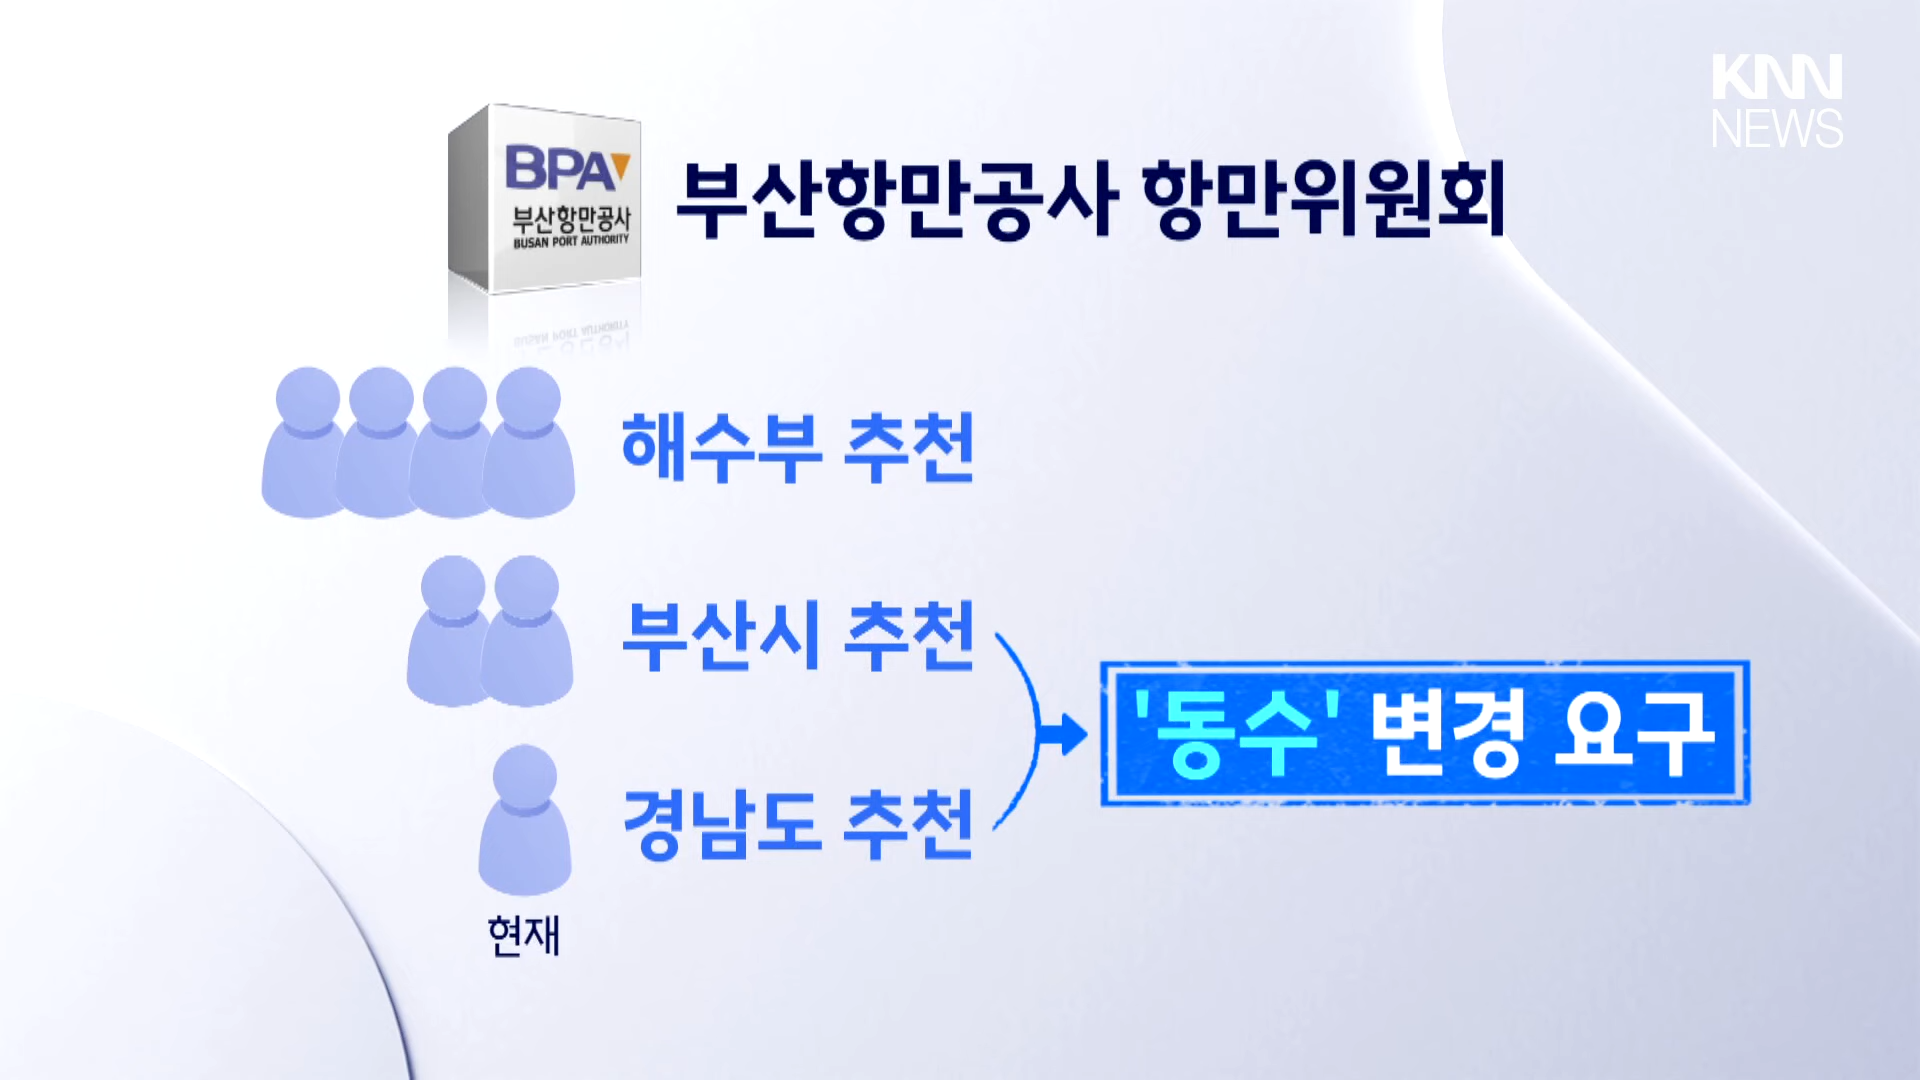 KNN
NEWS
BPA
부산항만공사
BUSAN PORT AUTHORITY
부산항만공사 항만위원회
해수부 추천
부산시 추천
경남도 추천
'동수' 변경 요구
현재